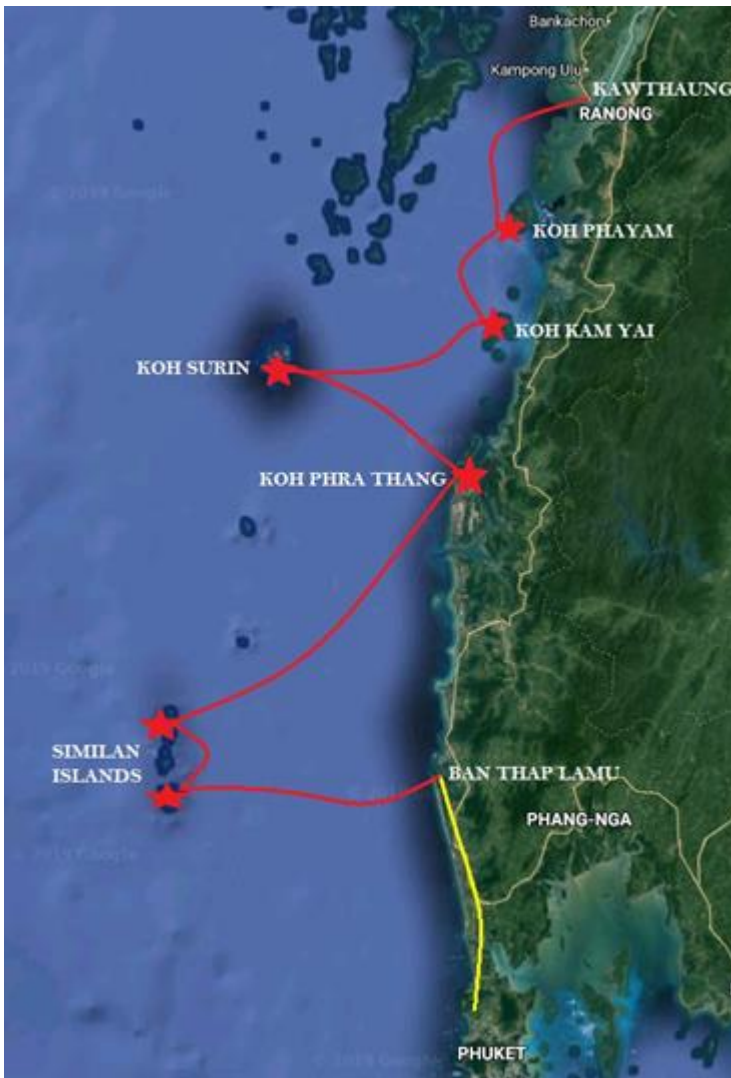 Bankachon
Kampong Ulu
KAWTHAUNG
RANONG
© 2019 Google
KOH PHAYAM
KOH KAM YAI
KOH SURIN
KOH PHRA THANG
2019 Google
SIMILAN
ISLANDS
BAN THAP LAMU
PHANG-NGA
© 2019 Google
PHUKET
© 2019 Google